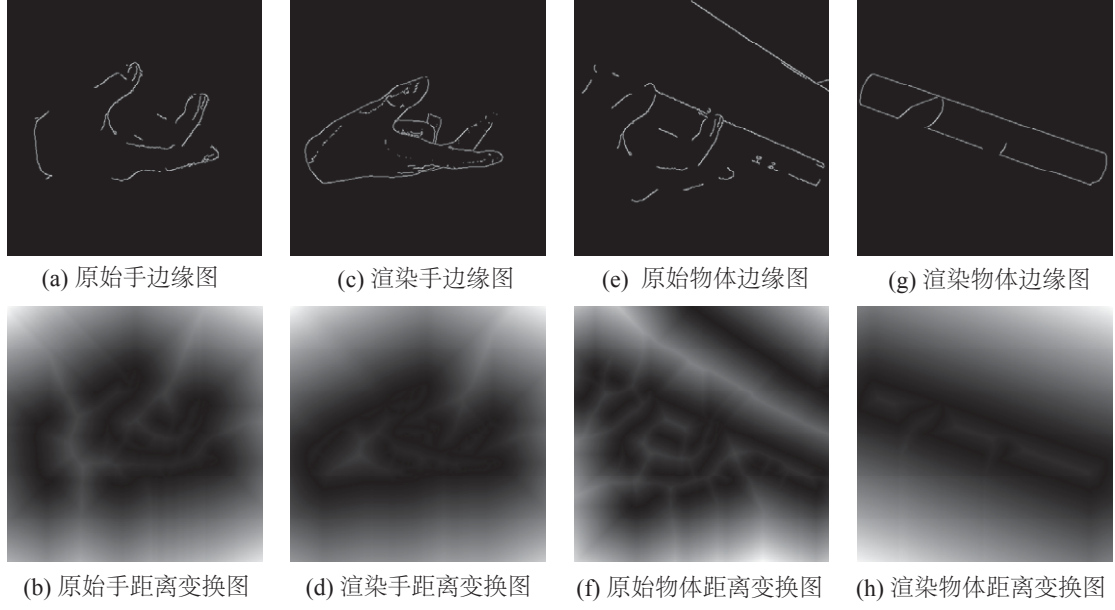 (a) 原始手边缘图
(c) 渲染手边缘图
(e) 原始物体边缘图
(g) 渲染物体边缘图
(b) 原始手距离变换图
(d) 渲染手距离变换图
(f) 原始物体距离变换图
(h) 渲染物体距离变换图